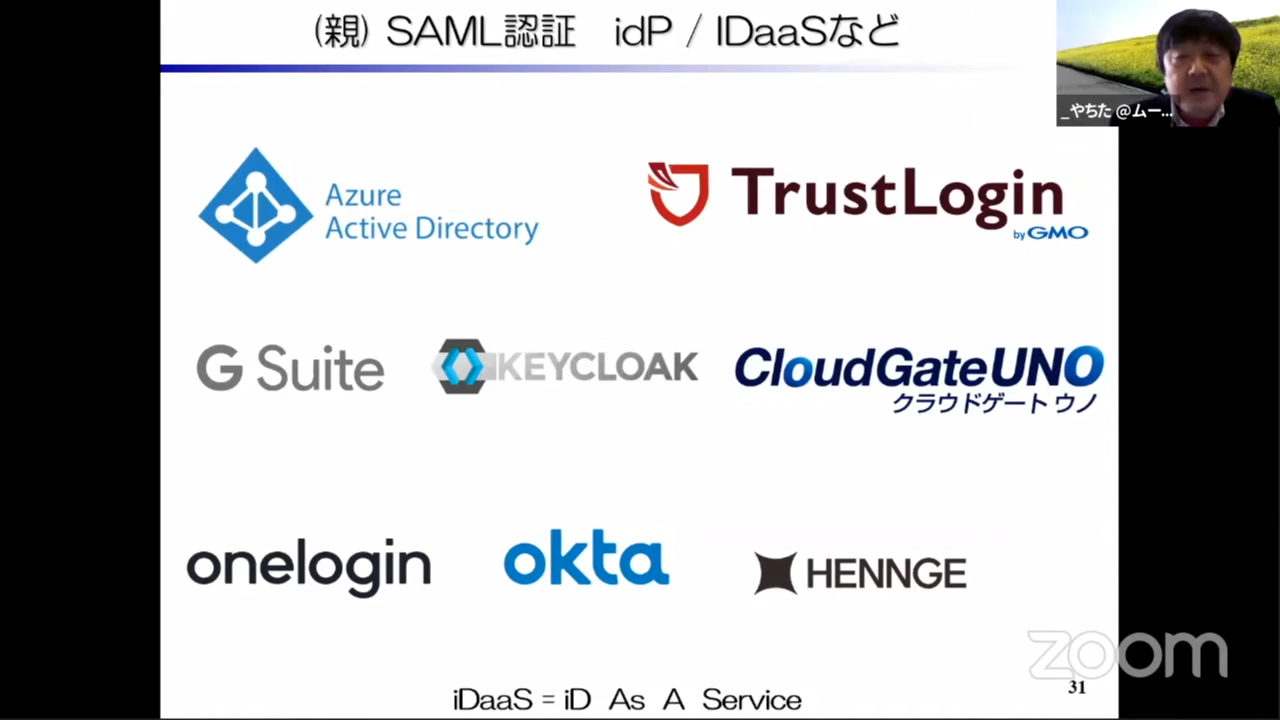 (親) SAML認証 idP / IDaaSなど
_やちた @ムー...
Azure
Active Directory
TrustLogin
by GMO
G Suite
KEYCLOAK
CloudGate UNO
クラウドゲート ウノ
onelogin
okta
HENNGE
zoom
31
iDaaS = iD As A Service